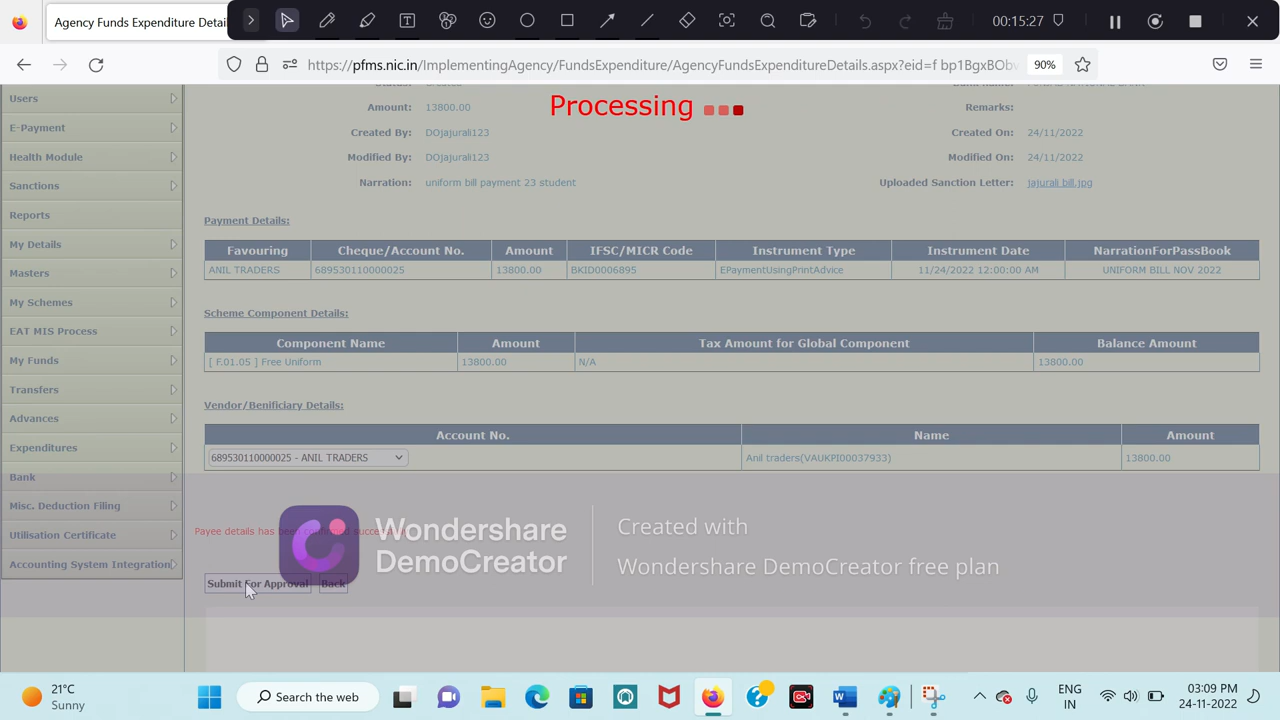 Agency Funds Expenditure Detai
00:15:27
https://pfms.nic.in/ImplementingAgency/FundsExpenditure/AgencyFundsExpenditureDetails.aspx?eid=f
90%
Processing
Users
E-Payment
Health Module
Sanctions
Reports
My Details
Masters
My Schemes
EAT MIS Process
My Funds
Transfers
Advances
Expenditures
Bank
Misc. Deduction Filing
Utilisation Certificate
Accounting System Integration
Amount: 13800.00 Remarks:
Created By: DOjajurali123 Created On: 24/11/2022
Modified By: DOjajurali123 Modified On: 24/11/2022
Narration: uniform bill payment 23 student Uploaded Sanction Letter: jajurali bill.jpg
Payment Details:
Favouring Cheque/Account No. Amount IFSC/MICR Code Instrument Type Instrument Date NarrationForPassBook
ANIL TRADERS 689530110000025 13800.00 BKID0006895 EPaymentUsingPrintAdvice 11/24/2022 12:00:00 AM UNIFORM BILL NOV 2022
Scheme Component Details:
Component Name Amount Tax Amount for Global Component Balance Amount
[ F.01.05 ] Free Uniform 13800.00 N/A 13800.00
Vendor/Benificiary Details:
Account No. Name Amount
689530110000025 - ANIL TRADERS Anil traders(VAUKPI00037933) 13800.00
Payee details has been
Wondershare DemoCreator
Created with
Wondershare DemoCreator free plan
Submit For Approval Back
21°C
Sunny
Search the web
ENG
IN
03:09 PM
24-11-2022